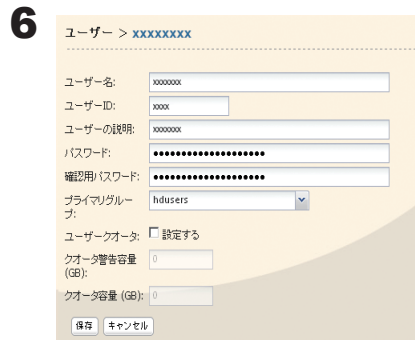 6
ユーザー > xxxxxxxx
ユーザー名: xxxxxxx
ユーザーID: xxxx
ユーザーの説明: xxxxxxx
パスワード: ●●●●●●●●●●●●●●●●●●●●
確認用パスワード: ●●●●●●●●●●●●●●●●●●●●
プライマリグルー
プ: hdusers
ユーザークオータ: 設定する
クオータ警告容量
(GB): 0
クオータ容量 (GB): 0
保存 キャンセル